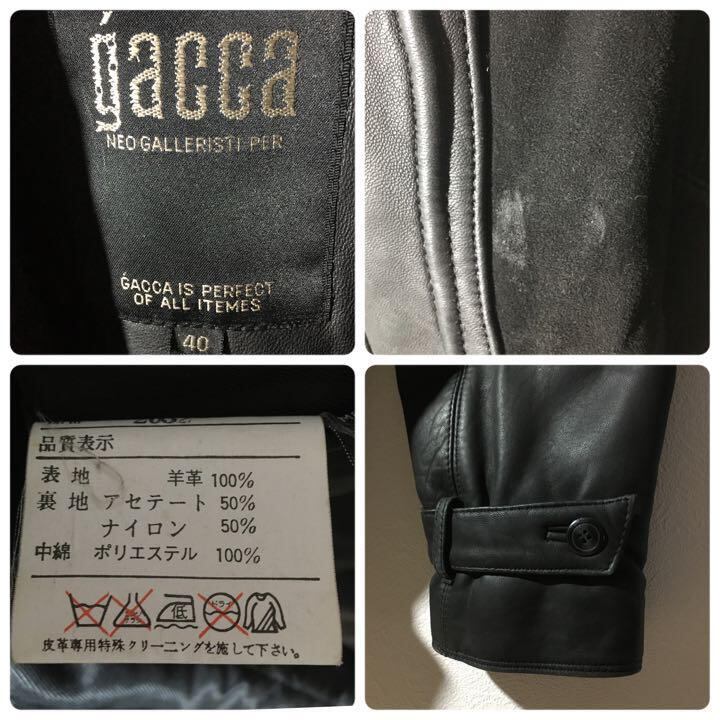 gacca
NEO GALLERISTI PER
GACCA IS PERFECT
OF ALL ITEMES
40
品質表示
表地 羊革 100%
裏地 アセテート 50%
ナイロン 50%
中綿 ポリエステル 100%
低 ドライ
皮革専用特殊クリーニングを施して下さい。